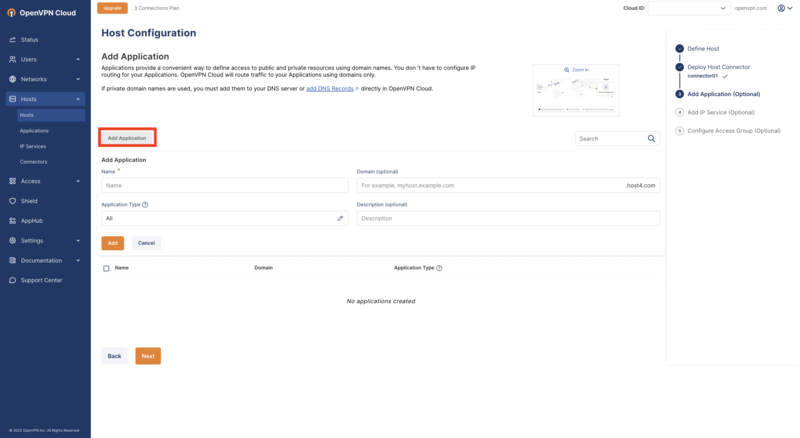 OpenVPN Cloud
Upgrade
3 Connections Plan
Cloud ID:
openvpn.com
Status
Users
Networks
Hosts
Hosts
Applications
IP Services
Connectors
Access
Shield
AppHub
Settings
Documentation
Support Center
© 2022 OpenVPN Inc. All Rights Reserved
Host Configuration
Add Application
Applications provide a convenient way to define access to public and private resources using domain names. You don 't have to configure IP
routing for your Applications. OpenVPN Cloud will route traffic to your Applications using domains only.
If private domain names are used, you must add them to your DNS server or add DNS Records directly in OpenVPN Cloud.
Zoom in
Add Application
Search
Add Application
Name *
Name
Domain (optional)
For example, myhost.example.com
.host4.com
Application Type ?
All
Description (optional)
Description
Add
Cancel
Name
Domain
Application Type ?
No applications created
Back
Next
Define Host
Deploy Host Connector
connector01
3 Add Application (Optional)
4 Add IP Service (Optional)
5 Configure Access Group (Optional)